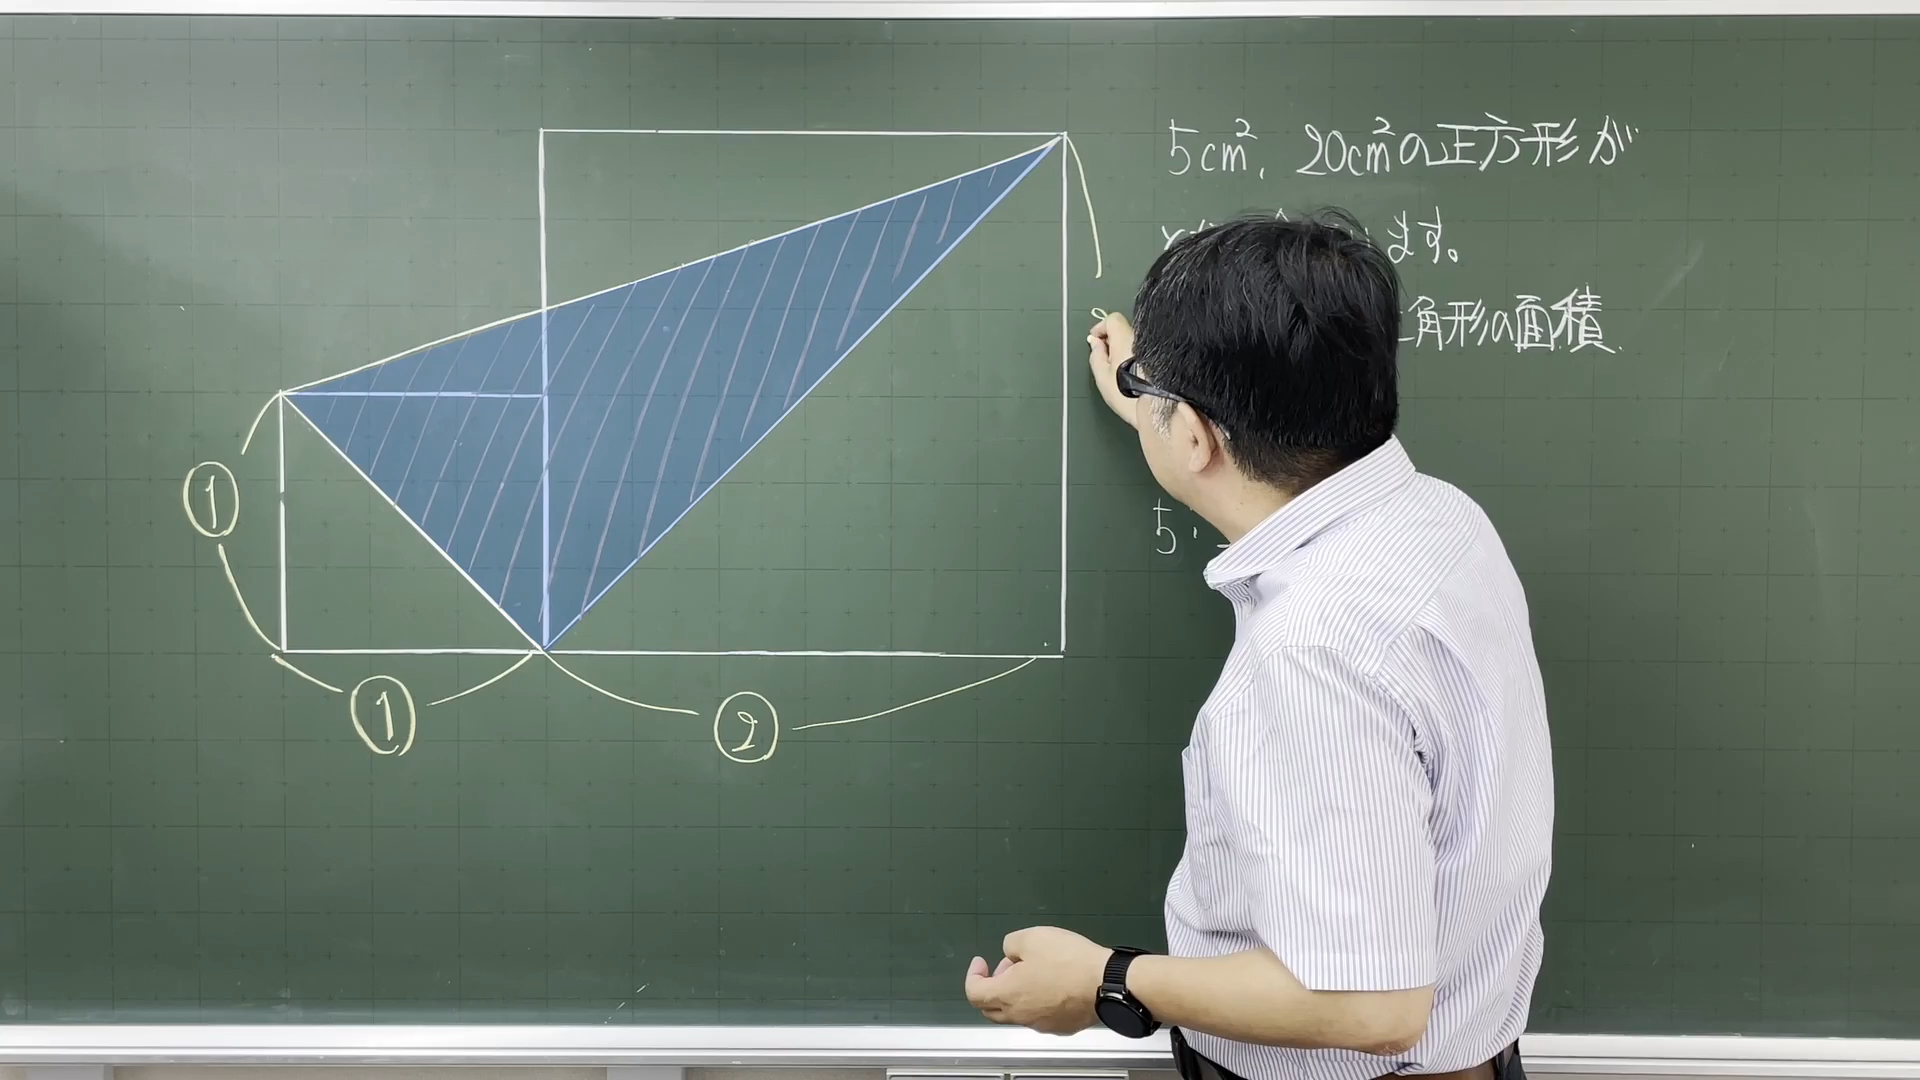 5cm²、20cm²の正方形が
ます。
角形の面積
5:
①
①
②